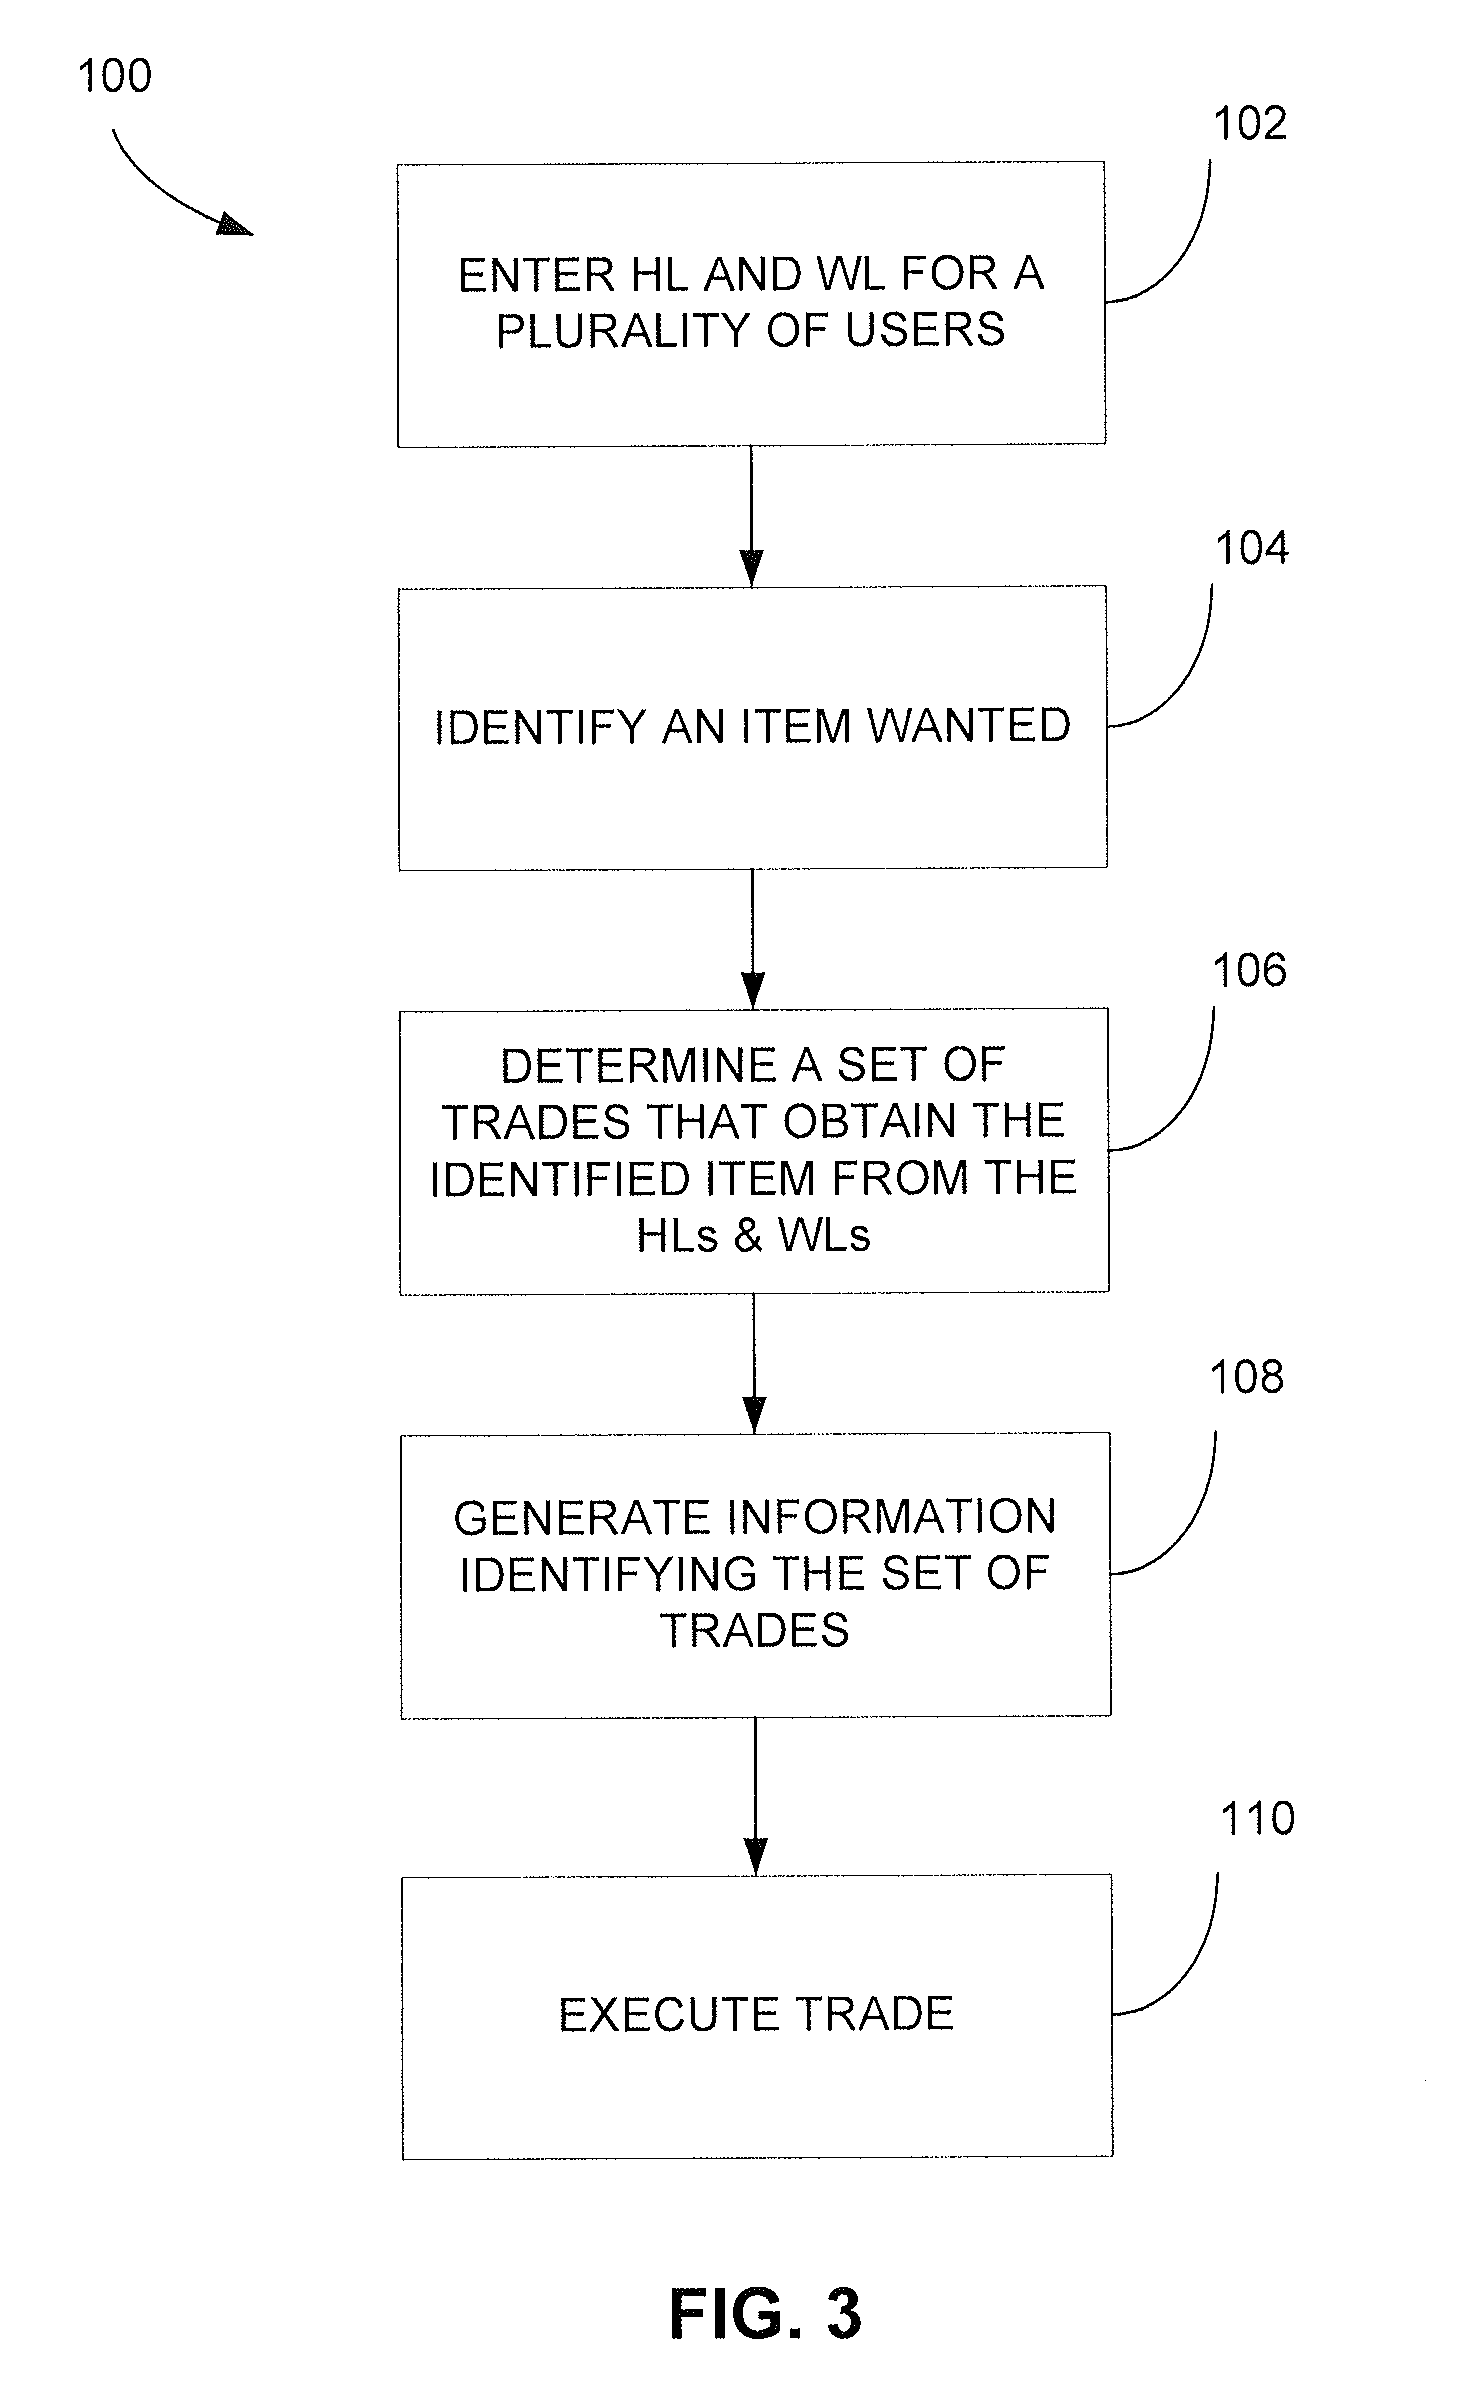 100
102
ENTER HL AND WL FOR A
PLURALITY OF USERS
104
IDENTIFY AN ITEM WANTED
106
DETERMINE A SET OF
TRADES THAT OBTAIN THE
IDENTIFIED ITEM FROM THE
HLs & WLs
108
GENERATE INFORMATION
IDENTIFYING THE SET OF
TRADES
110
EXECUTE TRADE
FIG. 3